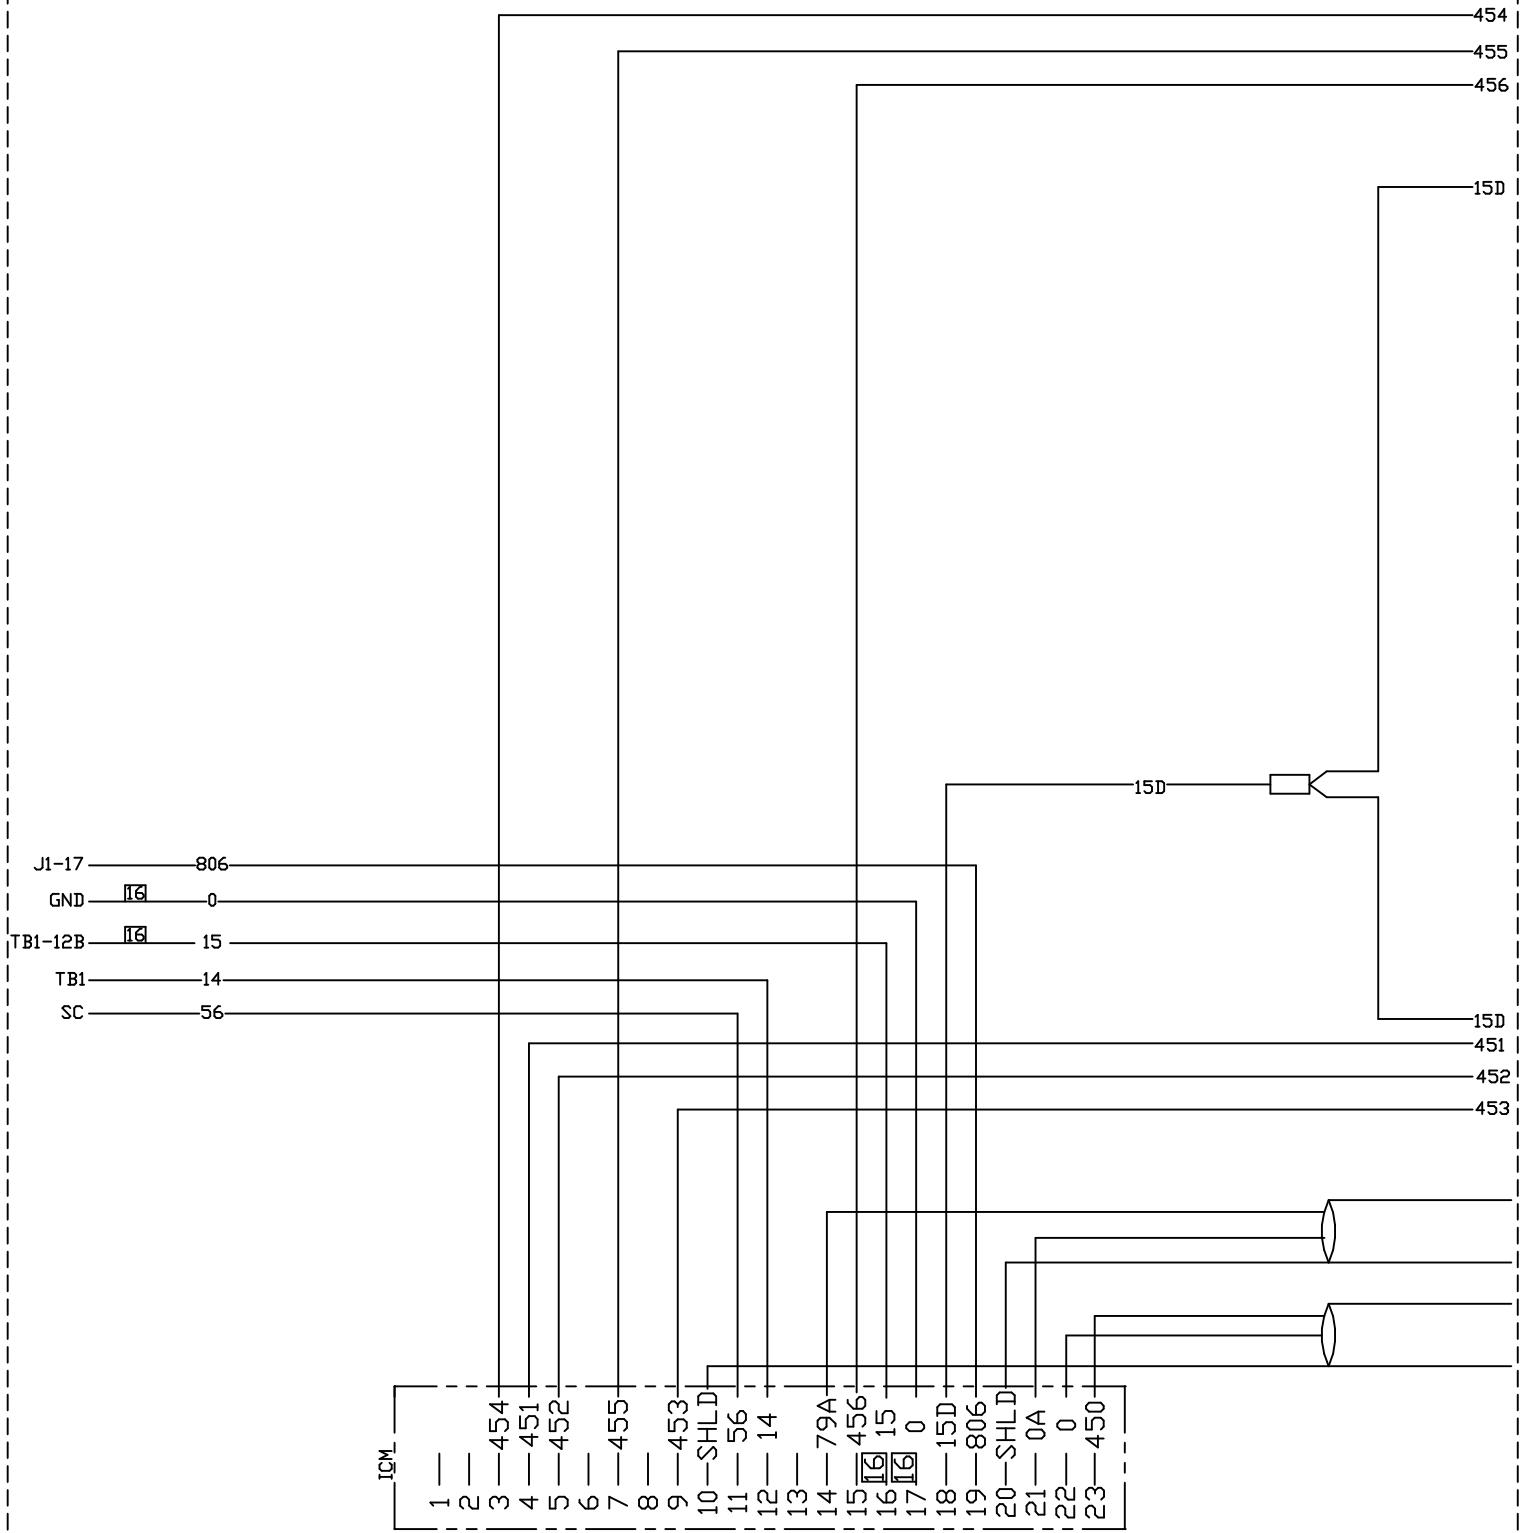 454
455
456
15D
15D
J1-17 806
GND 16 0
TB1-12B 16 15
TB1 14
SC 56
15D
451
452
453
ICM
1
2
3 454
4 451
5 452
6
7 455
8
9 453
10 SHLD
11 56
12 14
13
14 79A
15 456
16 16 15
17 16 0
18 15D
19 806
20 SHLD
21 0A
22 0
23 450